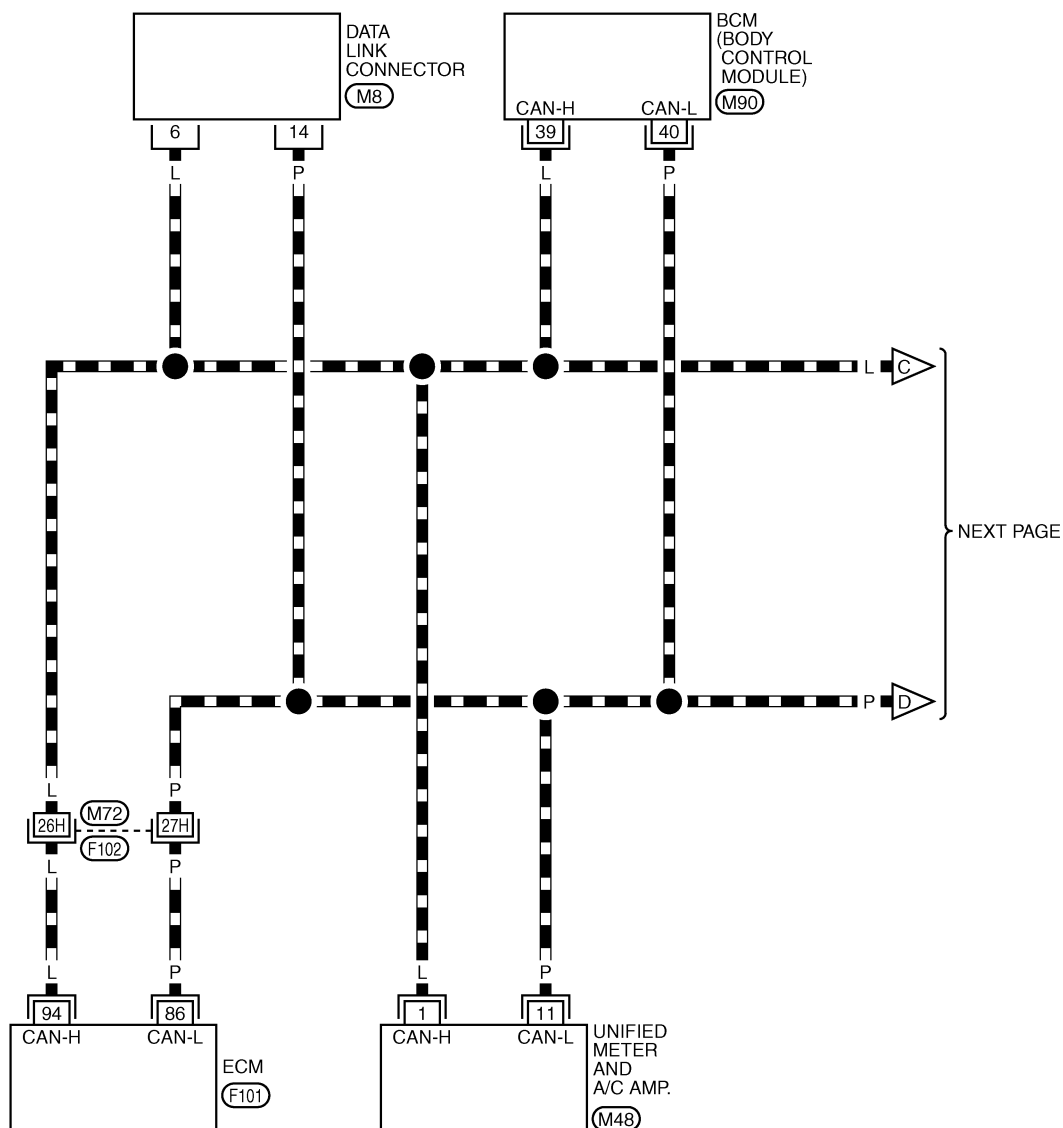 DATA
LINK
CONNECTOR
M8
BCM
(BODY
CONTROL
MODULE)
M90
CAN-H
CAN-L
6
14
39
40
L
P
L
P
L
C
NEXT PAGE
P
D
L
P
26H
M72
27H
F102
L
P
L
P
L
P
94
86
1
11
CAN-H
CAN-L
CAN-H
CAN-L
ECM
F101
UNIFIED
METER
AND
A/C AMP.
M48